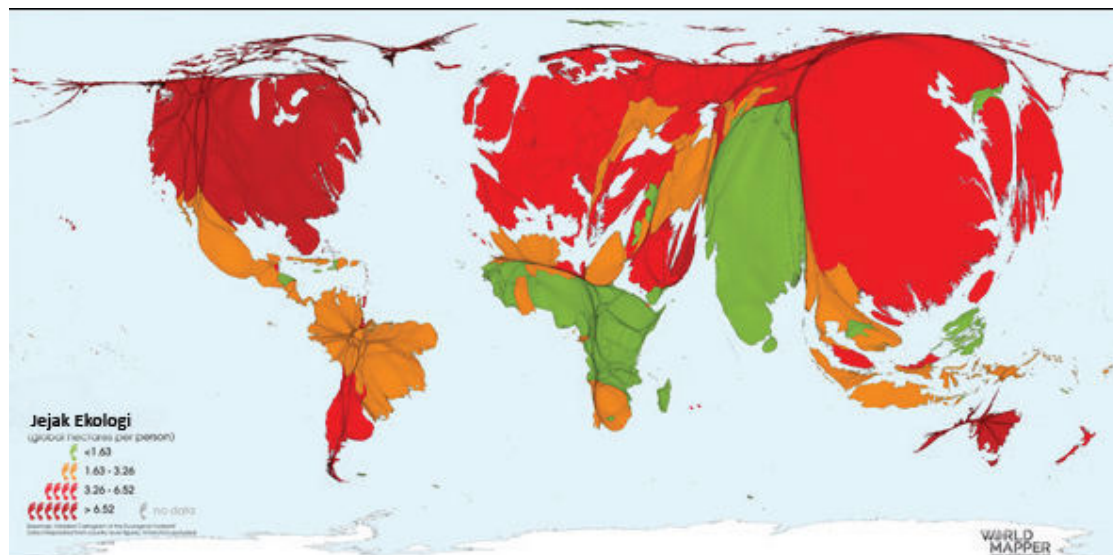 Jejak Ekologi
(global hectares per person)
<1.63
1.63 - 3.26
3.26 - 6.52
> 6.52 no data
WORLD
MAPPER